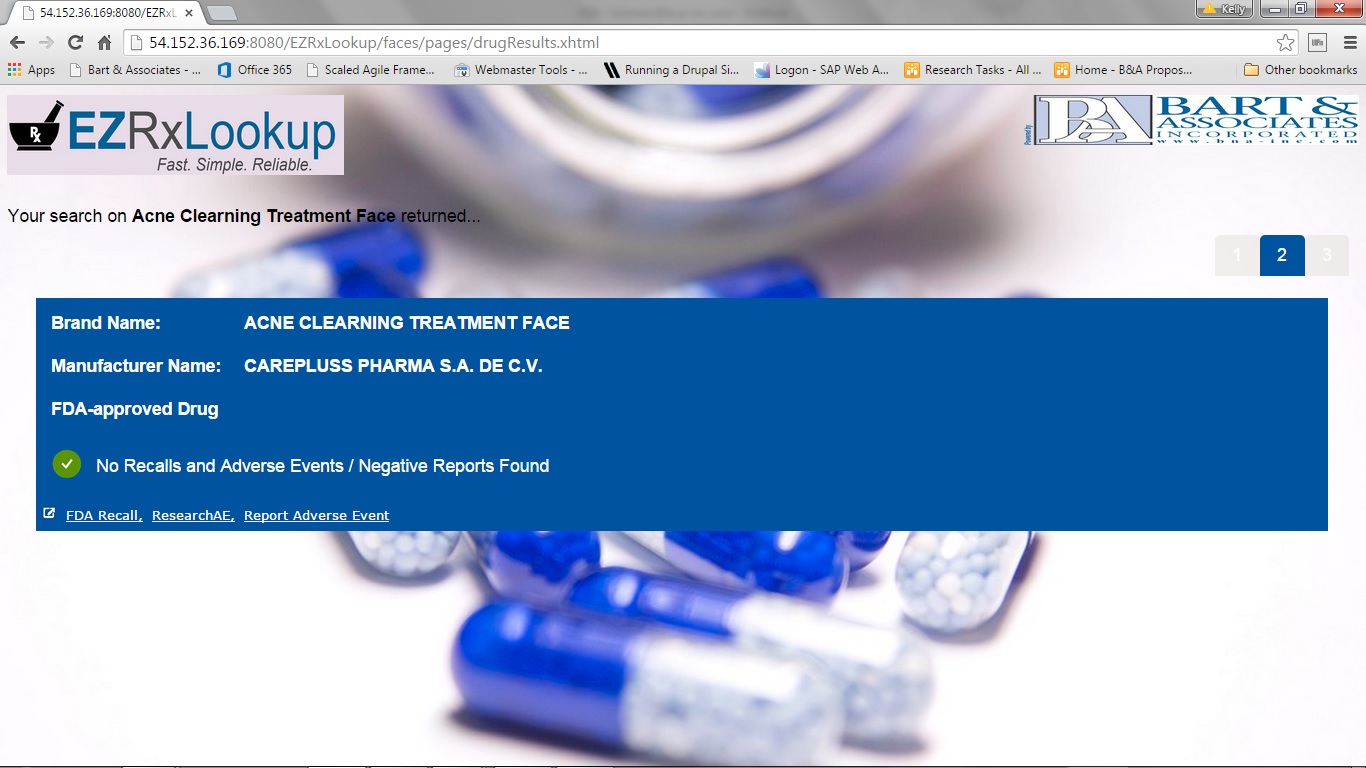 54.152.36.169:8080/EZRxL
Kelly
54.152.36.169:8080/EZRxLookup/faces/pages/drugResults.xhtml
Apps Bart & Associates - ... Office 365 Scaled Agile Frame... Webmaster Tools - ... Running a Drupal Si... Logon - SAP Web A... Research Tasks - All ... Home - B&A Propos... Other bookmarks
Rx EZRxLookup
Fast. Simple. Reliable.
Powered by BnA BART &
ASSOCIATES
INCORPORATED
www.bna-inc.com
Your search on Acne Clearning Treatment Face returned...
1 2 3
Brand Name: ACNE CLEARNING TREATMENT FACE
Manufacturer Name: CAREPLUSS PHARMA S.A. DE C.V.
FDA-approved Drug
No Recalls and Adverse Events / Negative Reports Found
FDA Recall, ResearchAE, Report Adverse Event